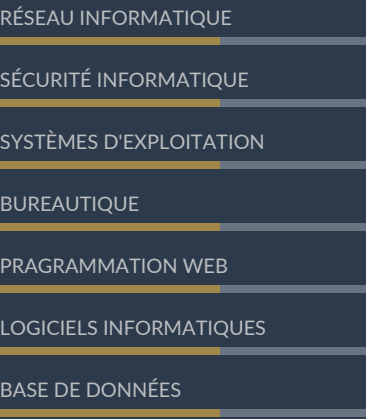 RÉSEAU INFORMATIQUE
SÉCURITÉ INFORMATIQUE
SYSTÈMES D'EXPLOITATION
BUREAUTIQUE
PRAGRAMMATION WEB
LOGICIELS INFORMATIQUES
BASE DE DONNÉES